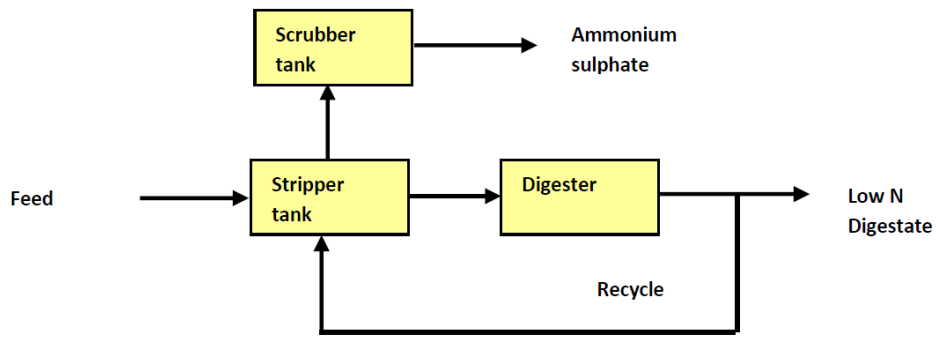 Scrubber
tank
Ammonium
sulphate
Feed
Stripper
tank
Digester
Low N
Digestate
Recycle